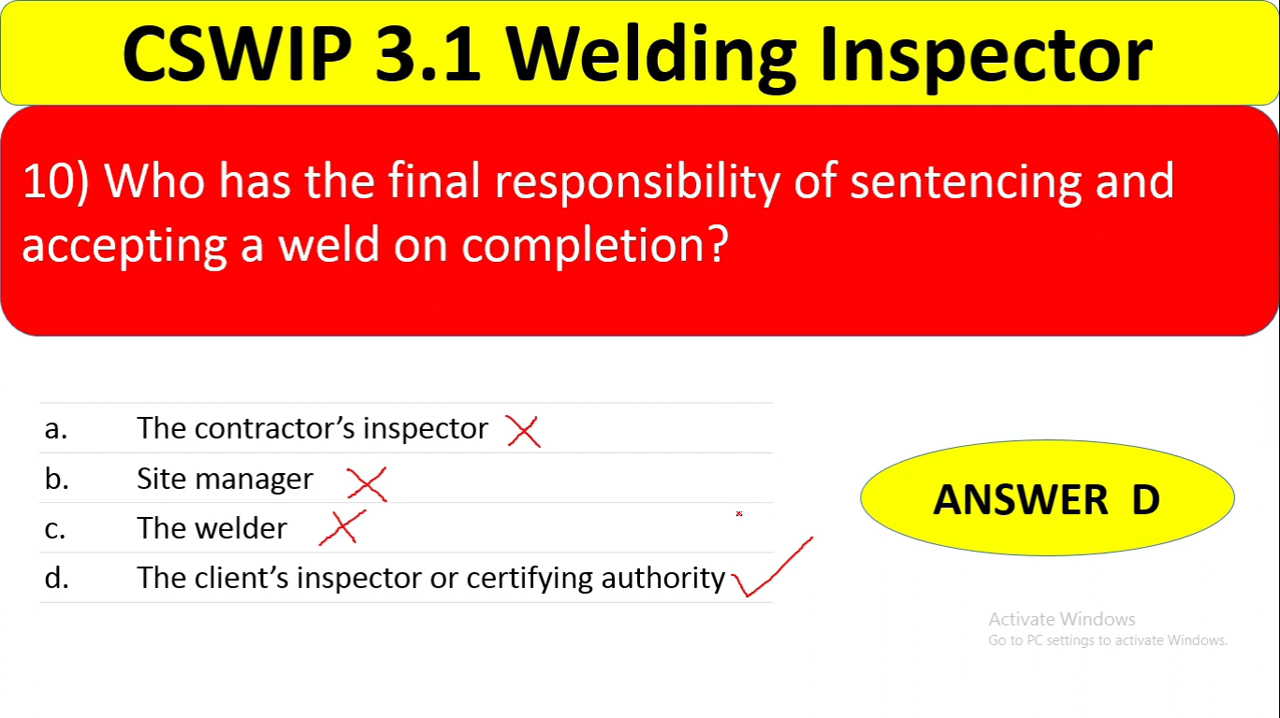 CSWIP 3.1 Welding Inspector
10) Who has the final responsibility of sentencing and
accepting a weld on completion?
a. The contractor’s inspector
b. Site manager
c. The welder
d. The client’s inspector or certifying authority
ANSWER D
Activate Windows
Go to PC settings to activate Windows.